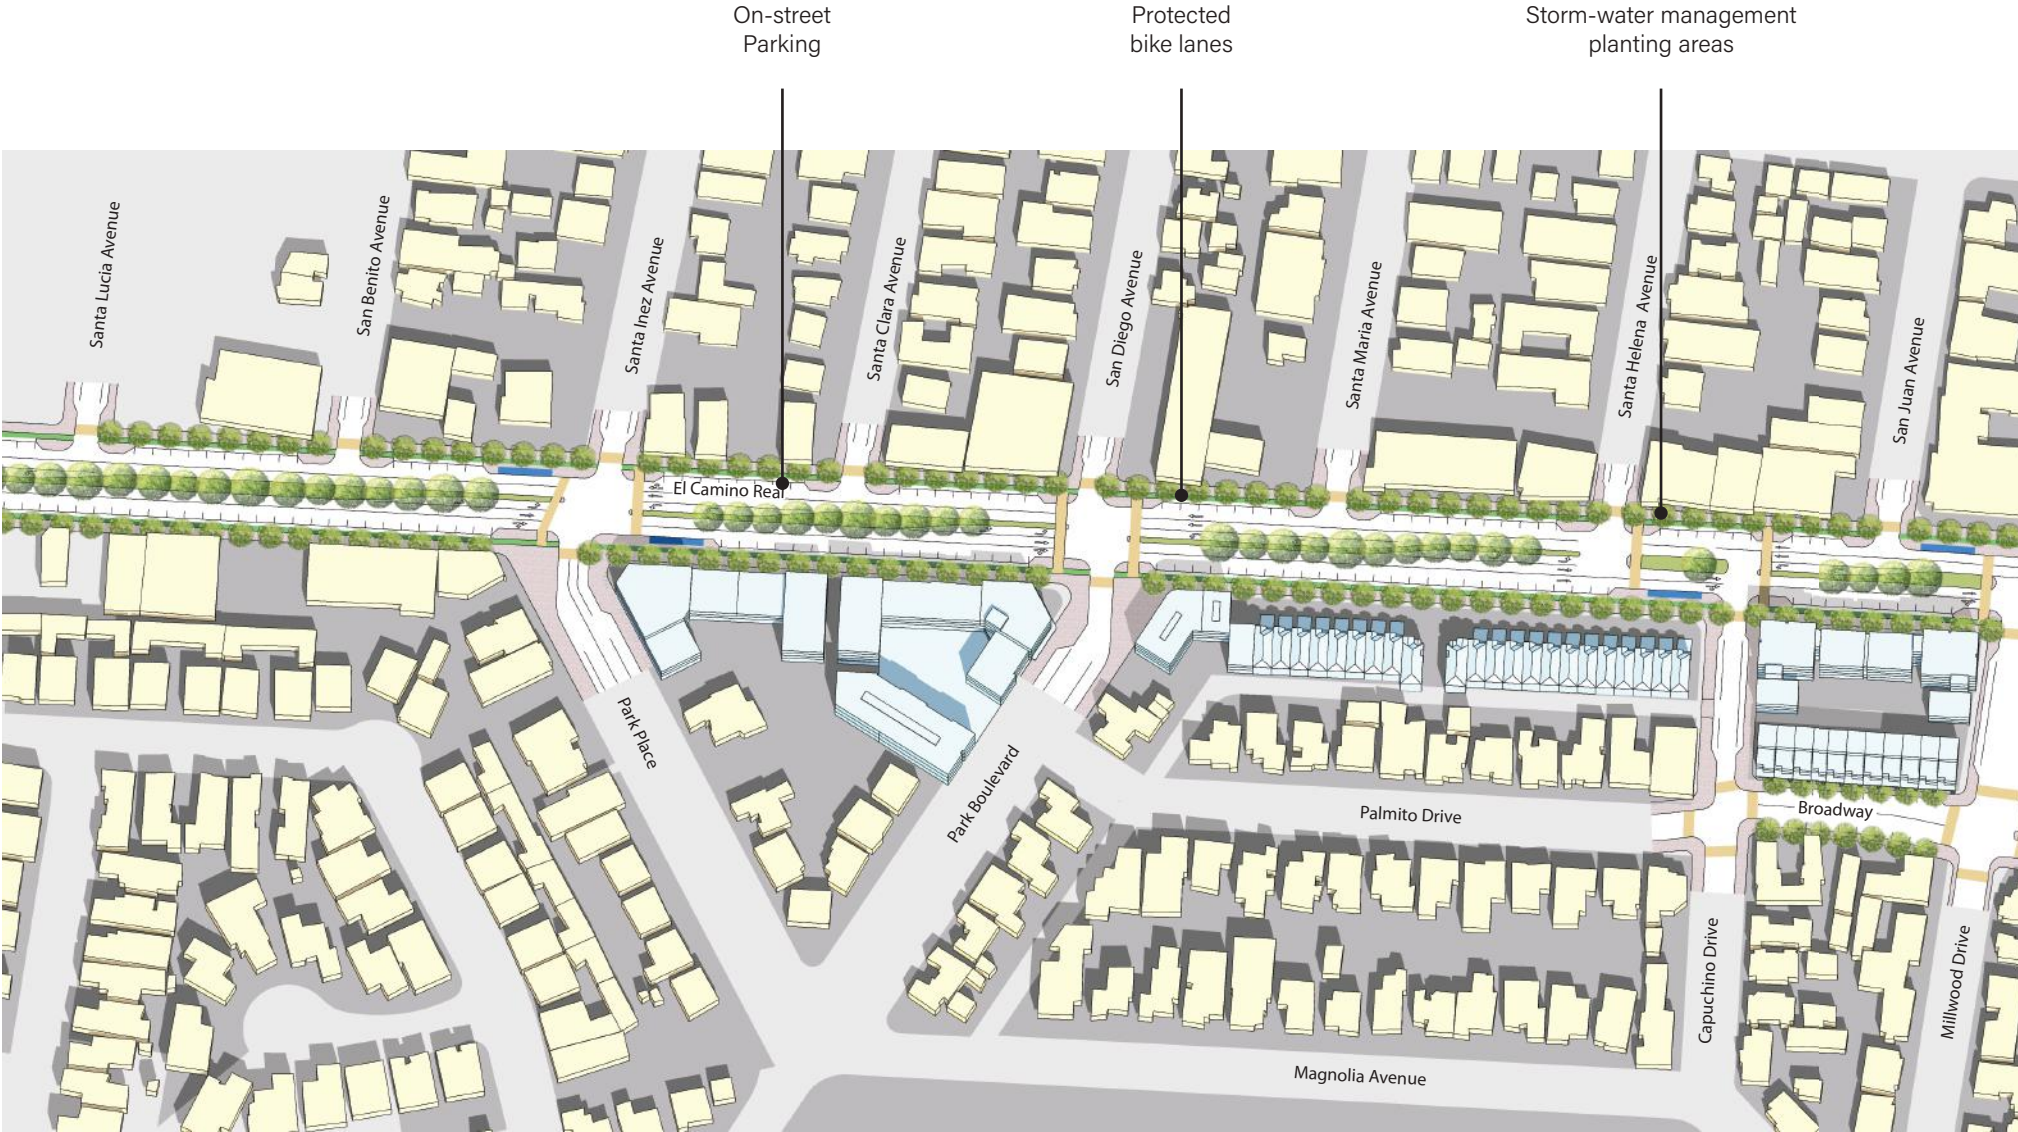 On-street
Parking
Protected
bike lanes
Storm-water management
planting areas
Santa Lucia Avenue
San Benito Avenue
Santa Inez Avenue
Santa Clara Avenue
San Diego Avenue
Santa Maria Avenue
Santa Helena Avenue
San Juan Avenue
El Camino Real
Park Place
Park Boulevard
Palmito Drive
Broadway
Capuchino Drive
Millwood Drive
Magnolia Avenue